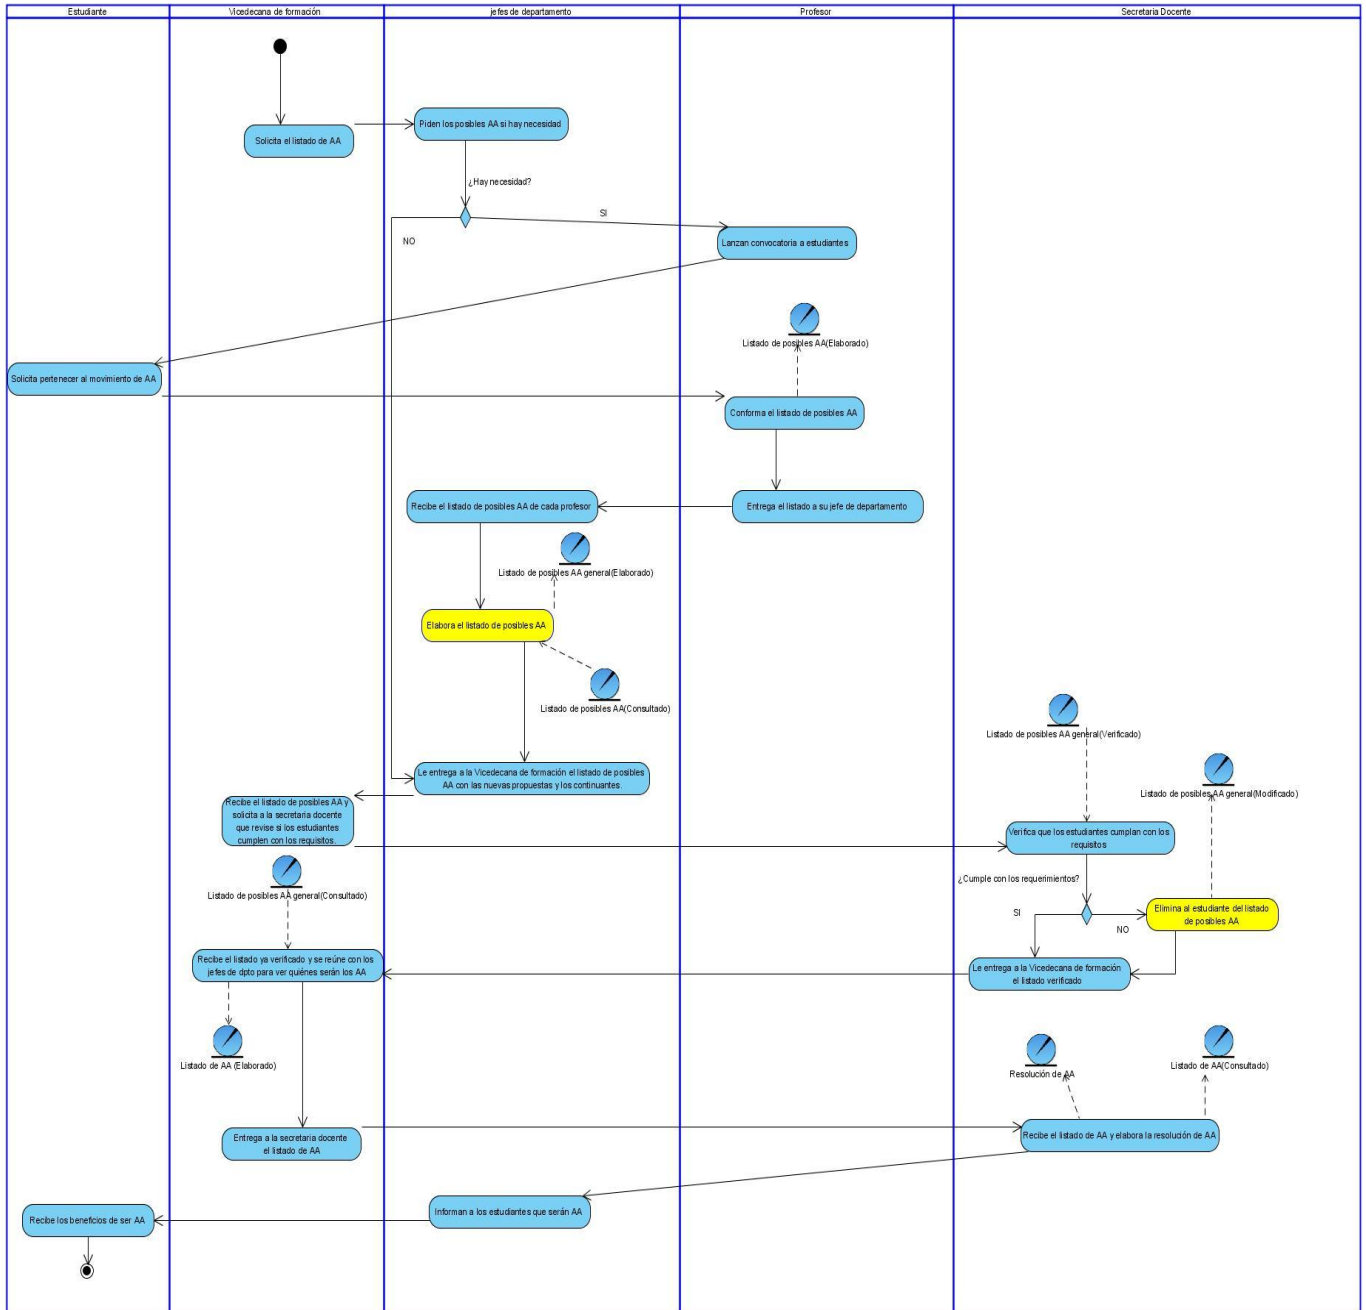 Estudiante
Vicedecana de formación
jefes de departamento
Profesor
Secretaria Docente
Solicita el listado de AA
Piden los posibles AA si hay necesidad
¿Hay necesidad?
SI
NO
Lanzan convocatoria a estudiantes
Listado de posibles AA(Elaborado)
Solicita pertenecer al movimiento de AA
Conforma el listado de posibles AA
Recibe el listado de posibles AA de cada profesor
Entrega el listado a su jefe de departamento
Listado de posibles AA general(Elaborado)
Elabora el listado de posibles AA
Listado de posibles AA(Consultado)
Listado de posibles AA general(Verificado)
Le entrega a la Vicedecana de formación el listado de posibles
AA con las nuevas propuestas y los continuantes.
Listado de posibles AA general(Modificado)
Recibe el listado de posibles AA y
solicita a la secretaria docente
que revise si los estudiantes
cumplen con los requisitos.
Verifica que los estudiantes cumplan con los
requisitos
¿Cumple con los requerimientos?
Listado de posibles AA general(Consultado)
SI
NO
Elimina al estudiante del listado
de posibles AA
Recibe el listado ya verificado y se reúne con los
jefes de dpto para ver quiénes serán los AA
Le entrega a la Vicedecana de formación
el listado verificado
Listado de AA (Elaborado)
Resolución de AA
Listado de AA(Consultado)
Entrega a la secretaria docente
el listado de AA
Recibe el listado de AA y elabora la resolución de AA
Informan a los estudiantes que serán AA
Recibe los beneficios de ser AA